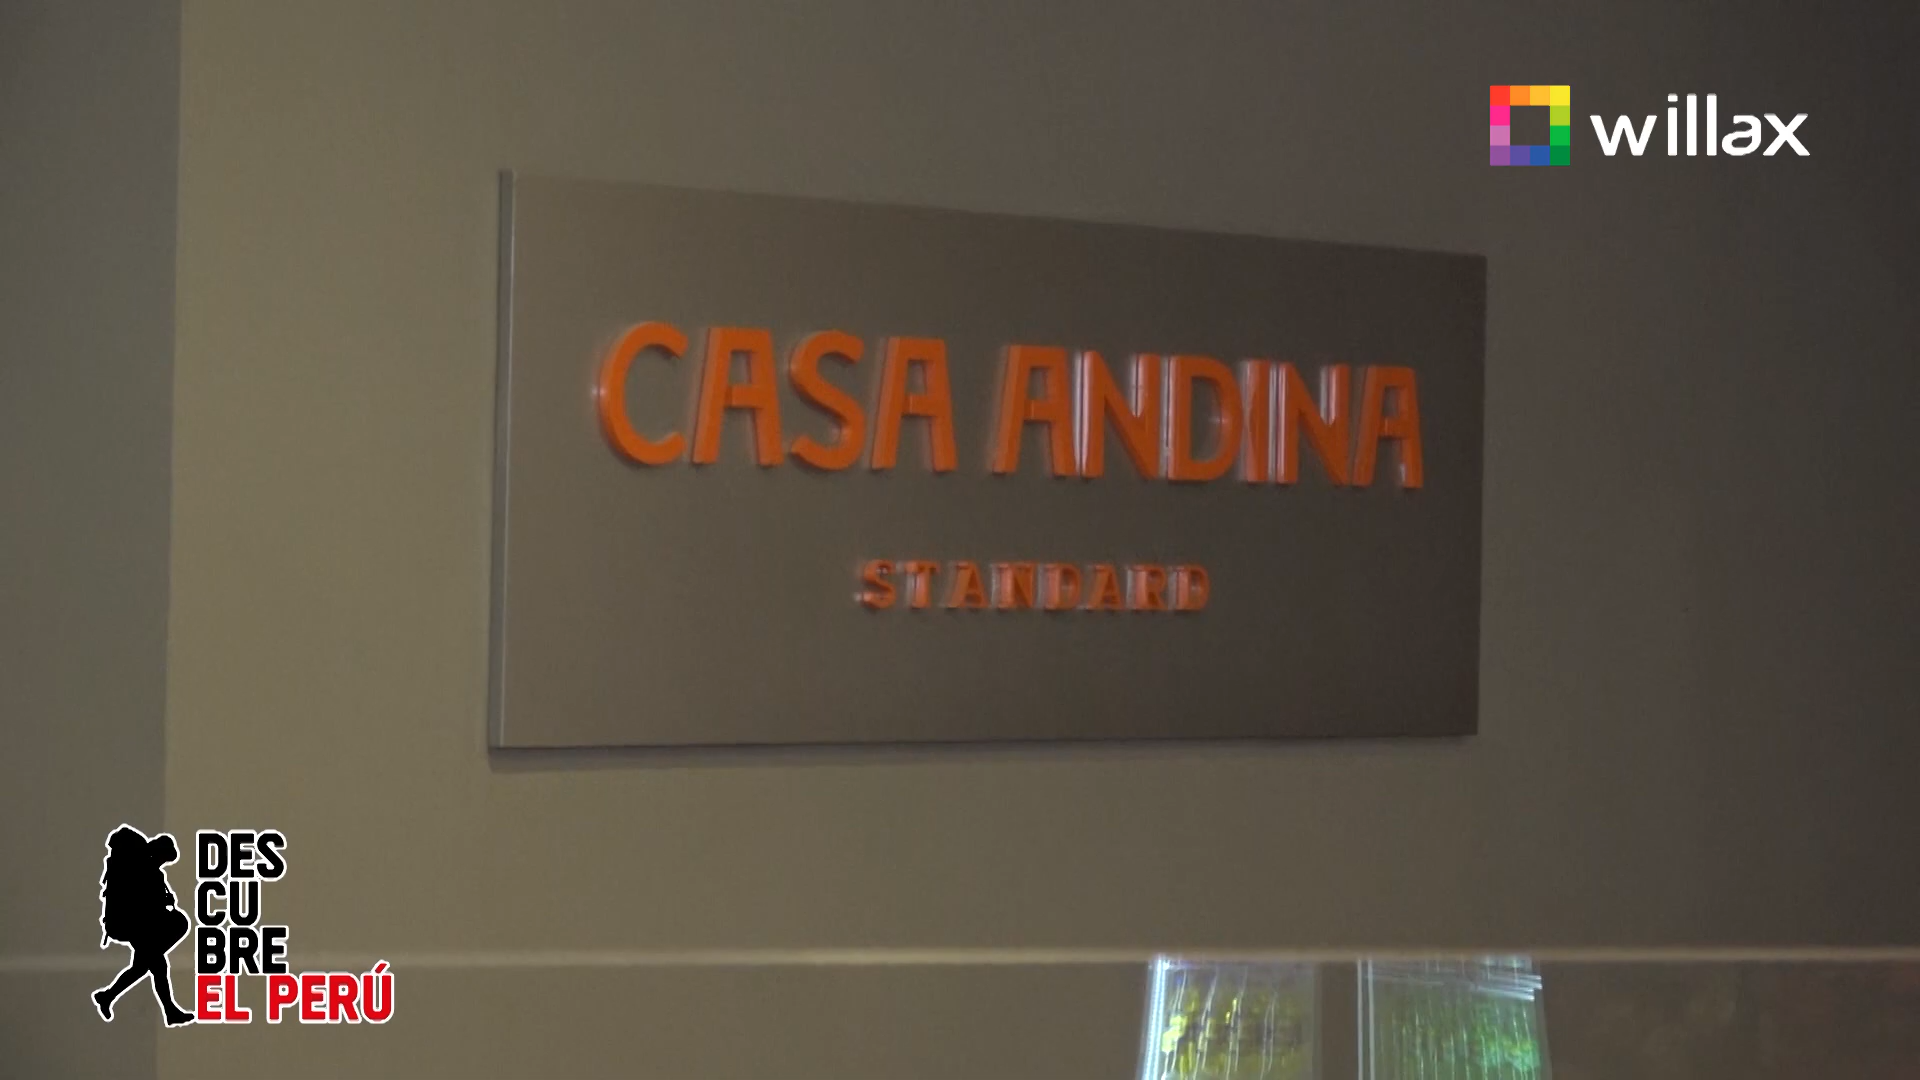 willax
CASA ANDINA
STANDARD
DES
CU
BRE
EL PERÚ